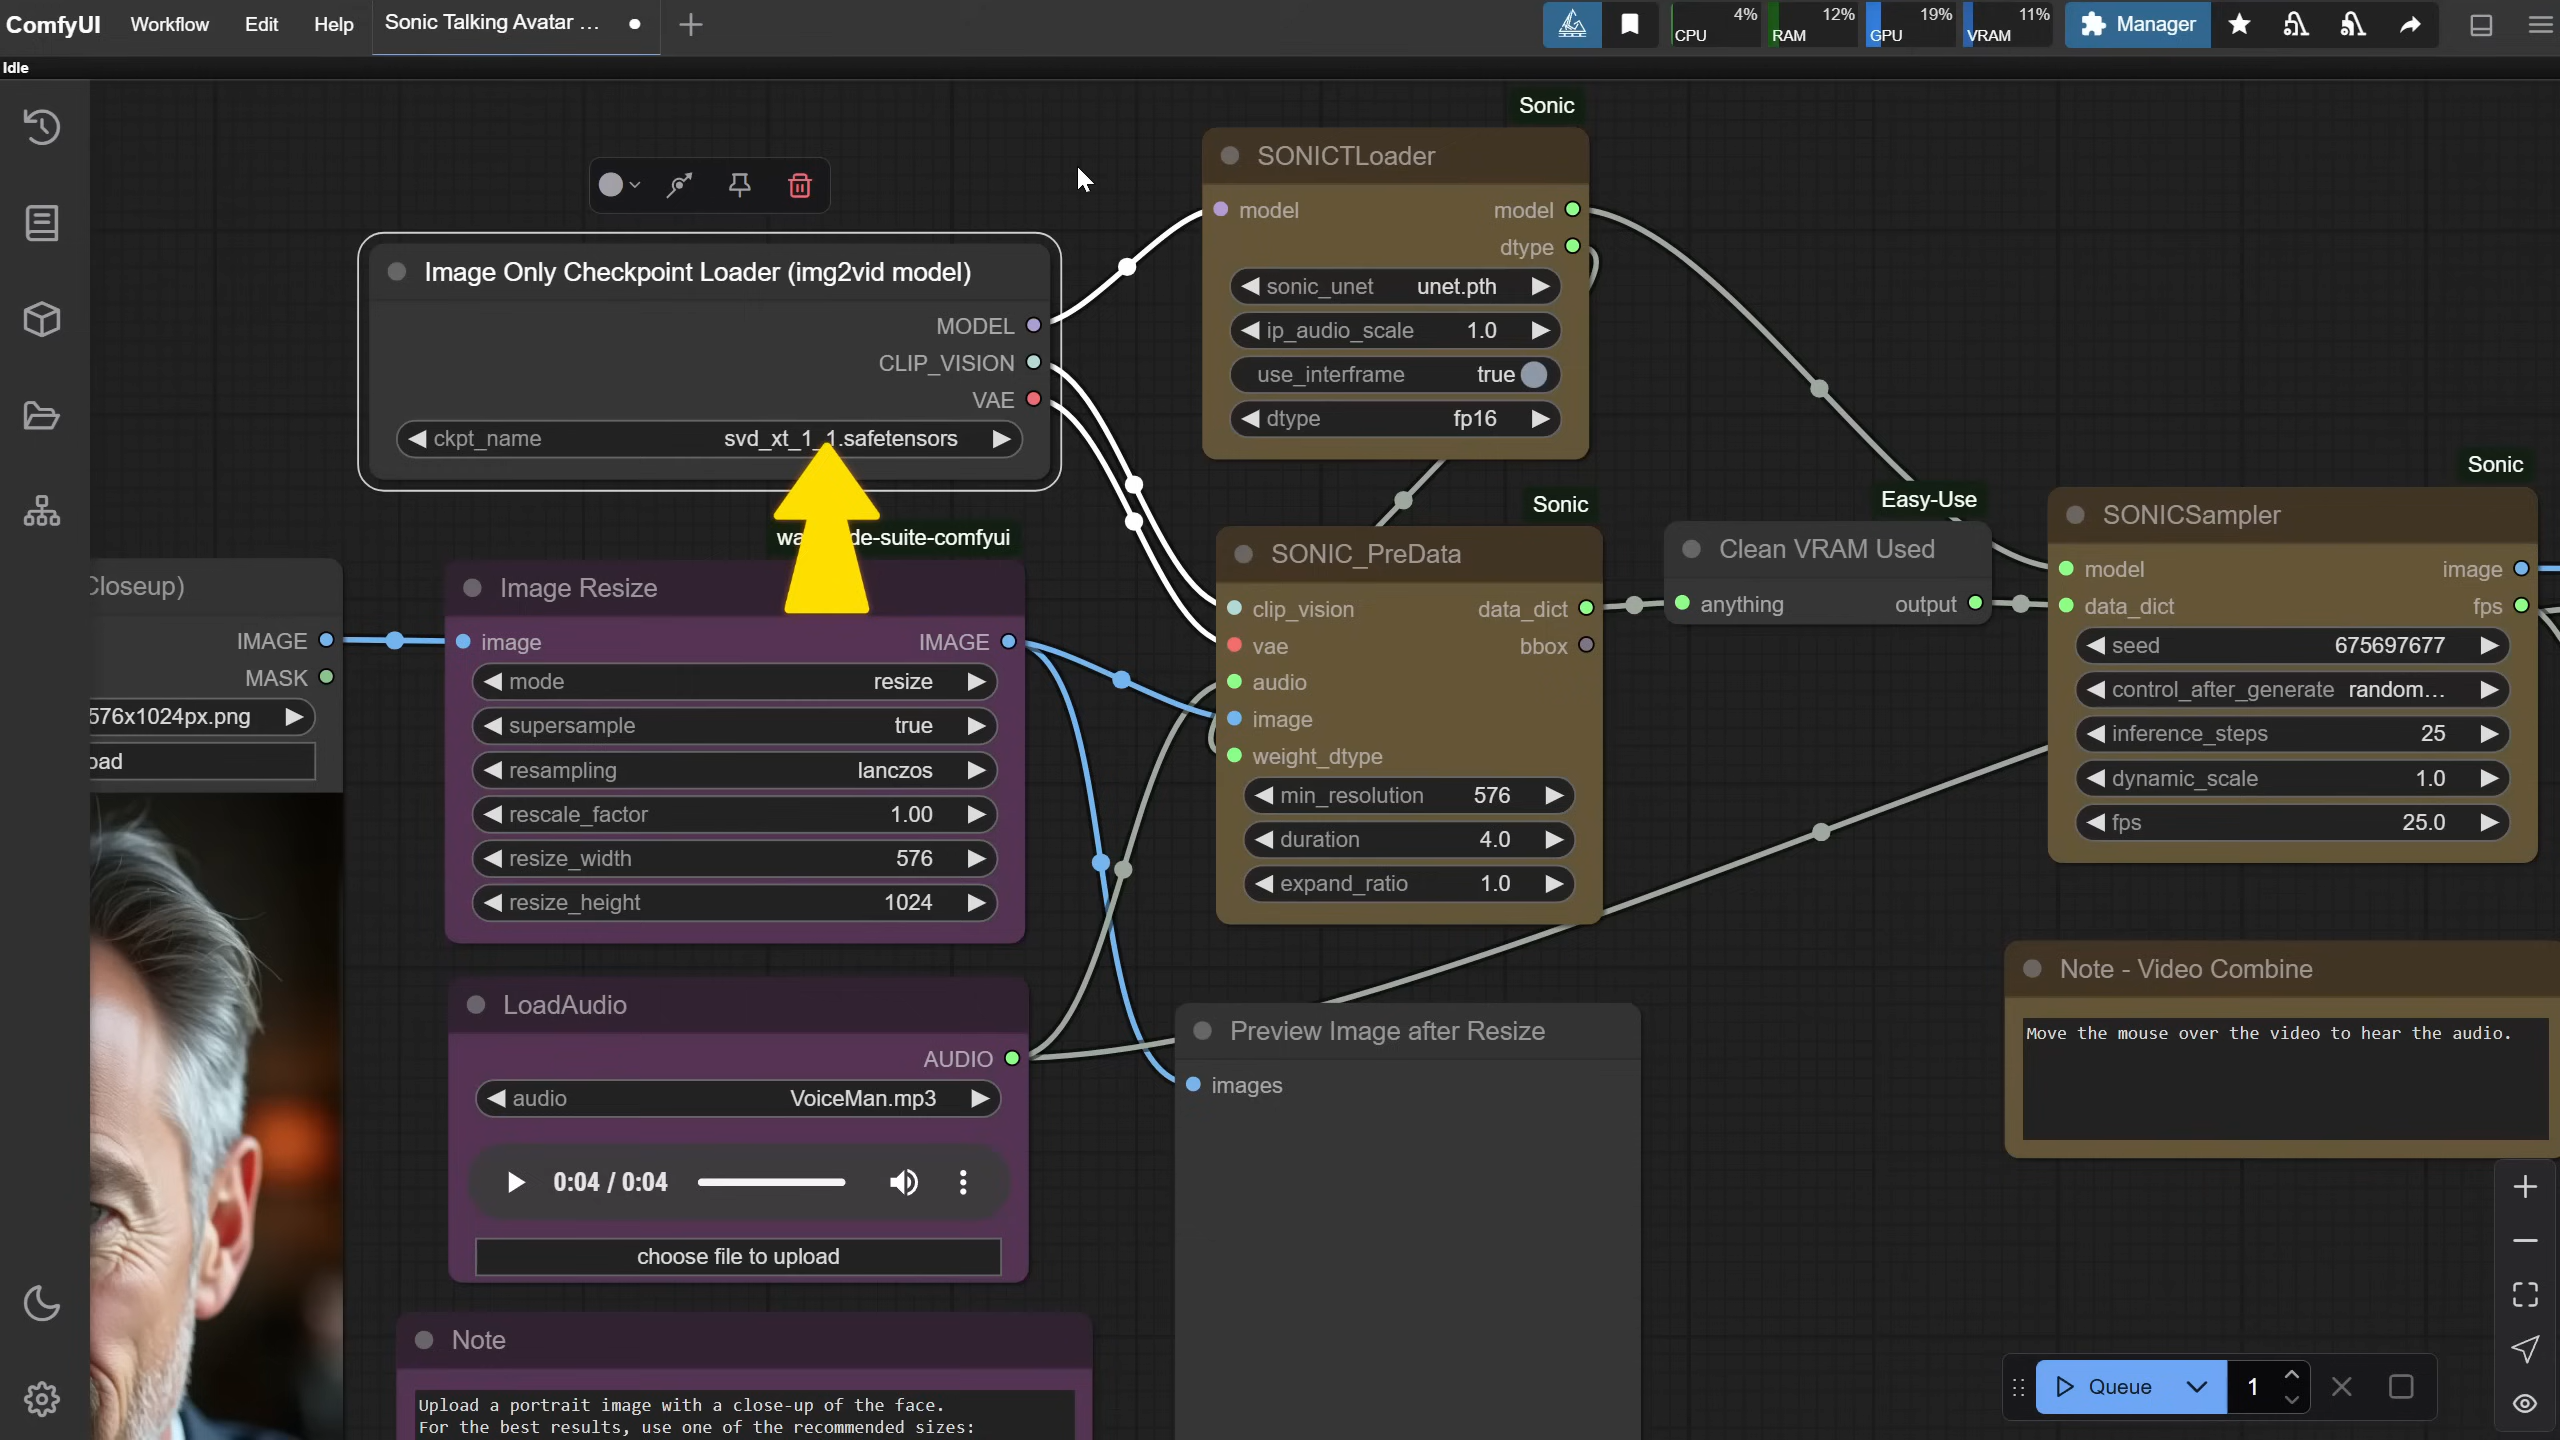 ComfyUI Workflow Edit Help Sonic Talking Avatar ... CPU 4% RAM 12% GPU 19% VRAM 11% Manager
Idle
Sonic
SONICTLoader
model model
dtype
sonic_unet unet.pth
ip_audio_scale 1.0
use_interframe true
dtype fp16
Image Only Checkpoint Loader (img2vid model)
MODEL
CLIP_VISION
VAE
ckpt_name svd_xt_1_1.safetensors
Closeup)
IMAGE
MASK
576x1024px.png
oad
de-suite-comfyui
Image Resize
image IMAGE
mode resize
supersample true
resampling lanczos
rescale_factor 1.00
resize_width 576
resize_height 1024
Sonic
SONIC_PreData
clip_vision data_dict
vae bbox
audio
image
weight_dtype
min_resolution 576
duration 4.0
expand_ratio 1.0
Easy-Use
Clean VRAM Used
anything output
Sonic
SONICSampler
model image
data_dict fps
seed 675697677
control_after_generate random...
inference_steps 25
dynamic_scale 1.0
fps 25.0
LoadAudio
AUDIO
audio VoiceMan.mp3
0:04 / 0:04
choose file to upload
Preview Image after Resize
images
Note - Video Combine
Move the mouse over the video to hear the audio.
Note
Upload a portrait image with a close-up of the face.
For the best results, use one of the recommended sizes:
Queue 1